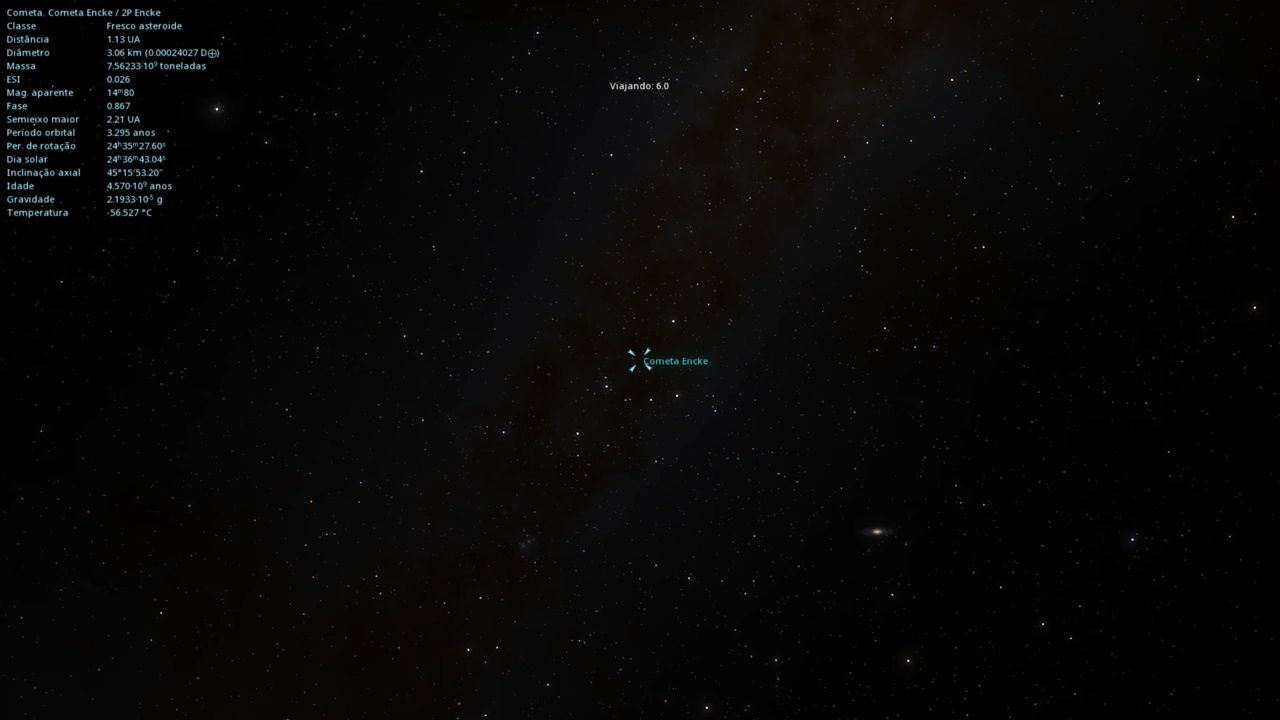 Cometa. Cometa Encke / 2P Encke
Classe Fresco asteroide
Distância 1.13 UA
Diâmetro 3.06 km (0.00024027 D⊕)
Massa 7.56233·10⁹ toneladas
ESI 0.026
Mag. aparente 14ᵐ80
Fase 0.867
Semieixo maior 2.21 UA
Período orbital 3.295 anos
Per. de rotação 24ʰ35ᵐ27.60ˢ
Dia solar 24ʰ36ᵐ43.04ˢ
Inclinação axial 45°15′53.20″
Idade 4.570·10⁹ anos
Gravidade 2.1933·10⁻⁵ g
Temperatura -56.527 °C
Viajando: 6.0
Cometa Encke